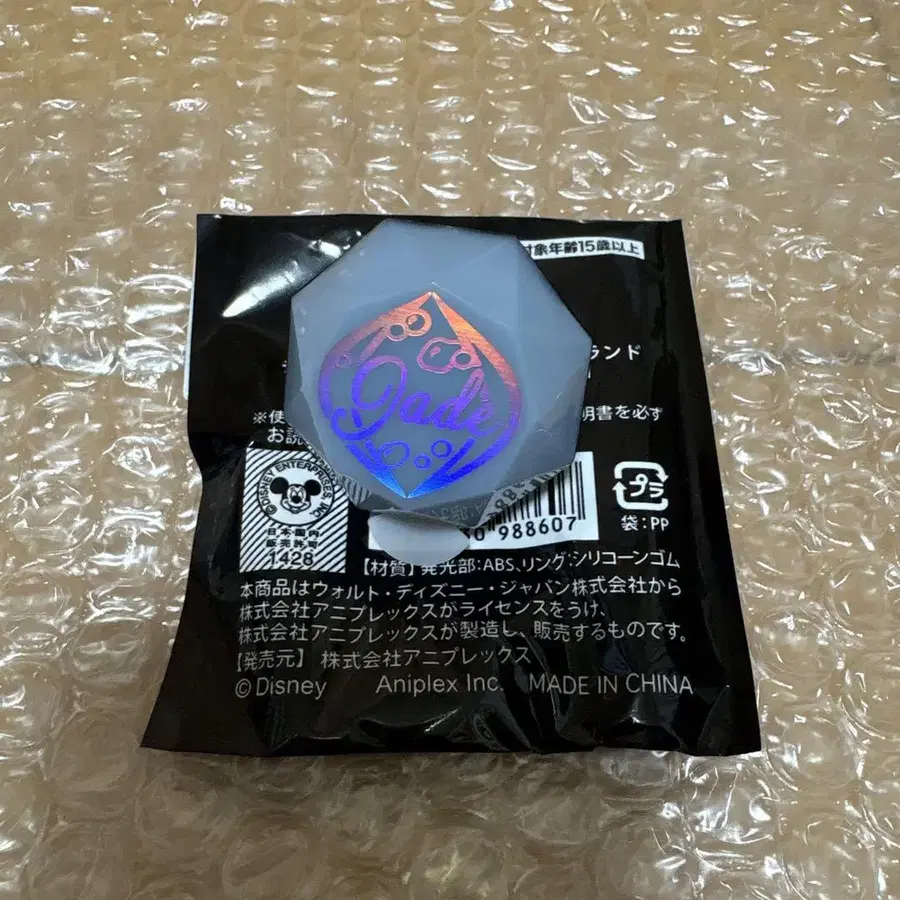 対象年齢15歳以上
ランド
※使
明書を必ず
お読
Jade
© DISNEY ENTERPRISES, INC
日本国内
販売許可
1428
0 988607
プラ
袋:PP
【材質】発光部:ABS、リング:シリコーンゴム
本商品はウォルト・ディズニー・ジャパン株式会社から
株式会社アニプレックスがライセンスをうけ、
株式会社アニプレックスが製造し、販売するものです。
【発売元】株式会社アニプレックス
©Disney Aniplex Inc. MADE IN CHINA